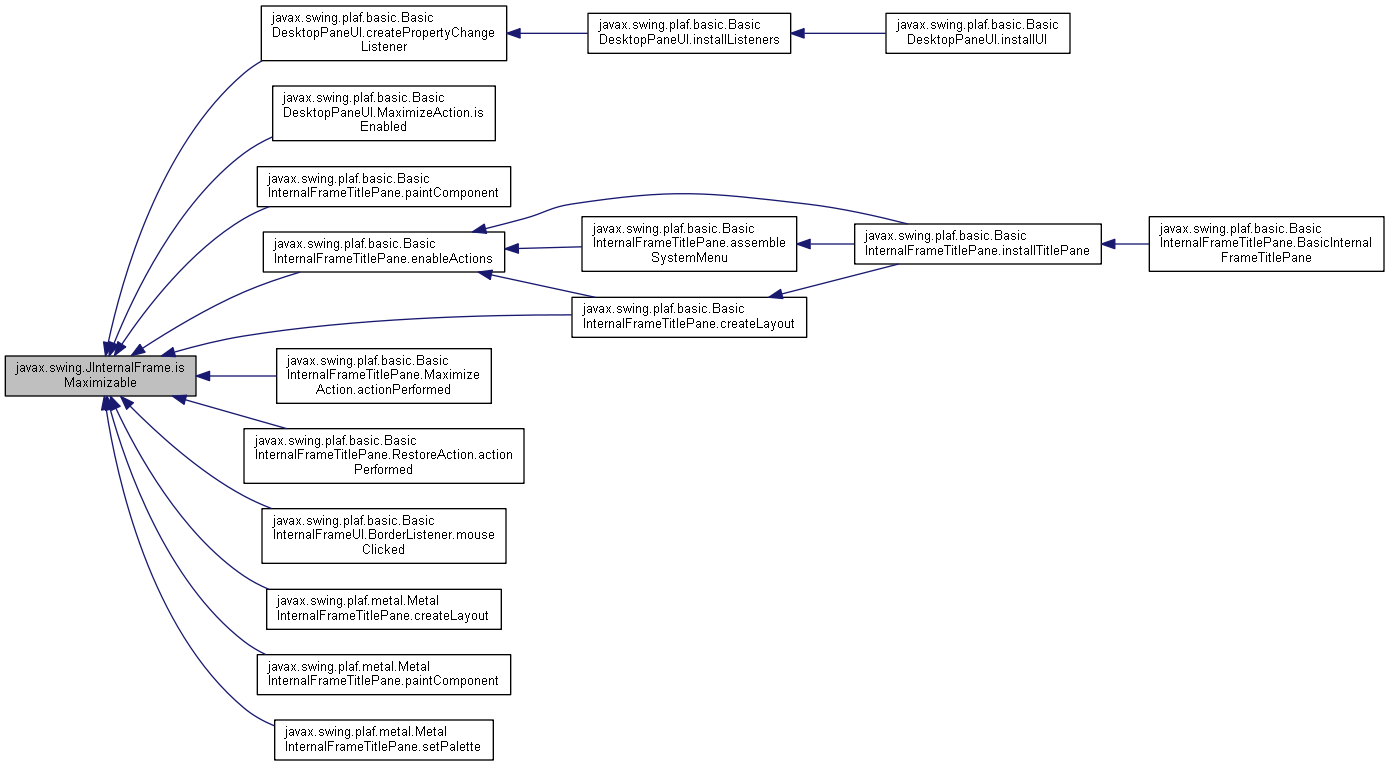 javax.swing.plaf.basic.Basic
DesktopPaneUI.createPropertyChange
Listener
javax.swing.plaf.basic.Basic
DesktopPaneUI.installListeners
javax.swing.plaf.basic.Basic
DesktopPaneUI.installUI
javax.swing.plaf.basic.Basic
DesktopPaneUI.MaximizeAction.is
Enabled
javax.swing.plaf.basic.Basic
InternalFrameTitlePane.paintComponent
javax.swing.plaf.basic.Basic
InternalFrameTitlePane.enableActions
javax.swing.plaf.basic.Basic
InternalFrameTitlePane.assemble
SystemMenu
javax.swing.plaf.basic.Basic
InternalFrameTitlePane.installTitlePane
javax.swing.plaf.basic.Basic
InternalFrameTitlePane.BasicInternal
FrameTitlePane
javax.swing.plaf.basic.Basic
InternalFrameTitlePane.createLayout
javax.swing.JInternalFrame.is
Maximizable
javax.swing.plaf.basic.Basic
InternalFrameTitlePane.Maximize
Action.actionPerformed
javax.swing.plaf.basic.Basic
InternalFrameTitlePane.RestoreAction.action
Performed
javax.swing.plaf.basic.Basic
InternalFrameUI.BorderListener.mouse
Clicked
javax.swing.plaf.metal.Metal
InternalFrameTitlePane.createLayout
javax.swing.plaf.metal.Metal
InternalFrameTitlePane.paintComponent
javax.swing.plaf.metal.Metal
InternalFrameTitlePane.setPalette